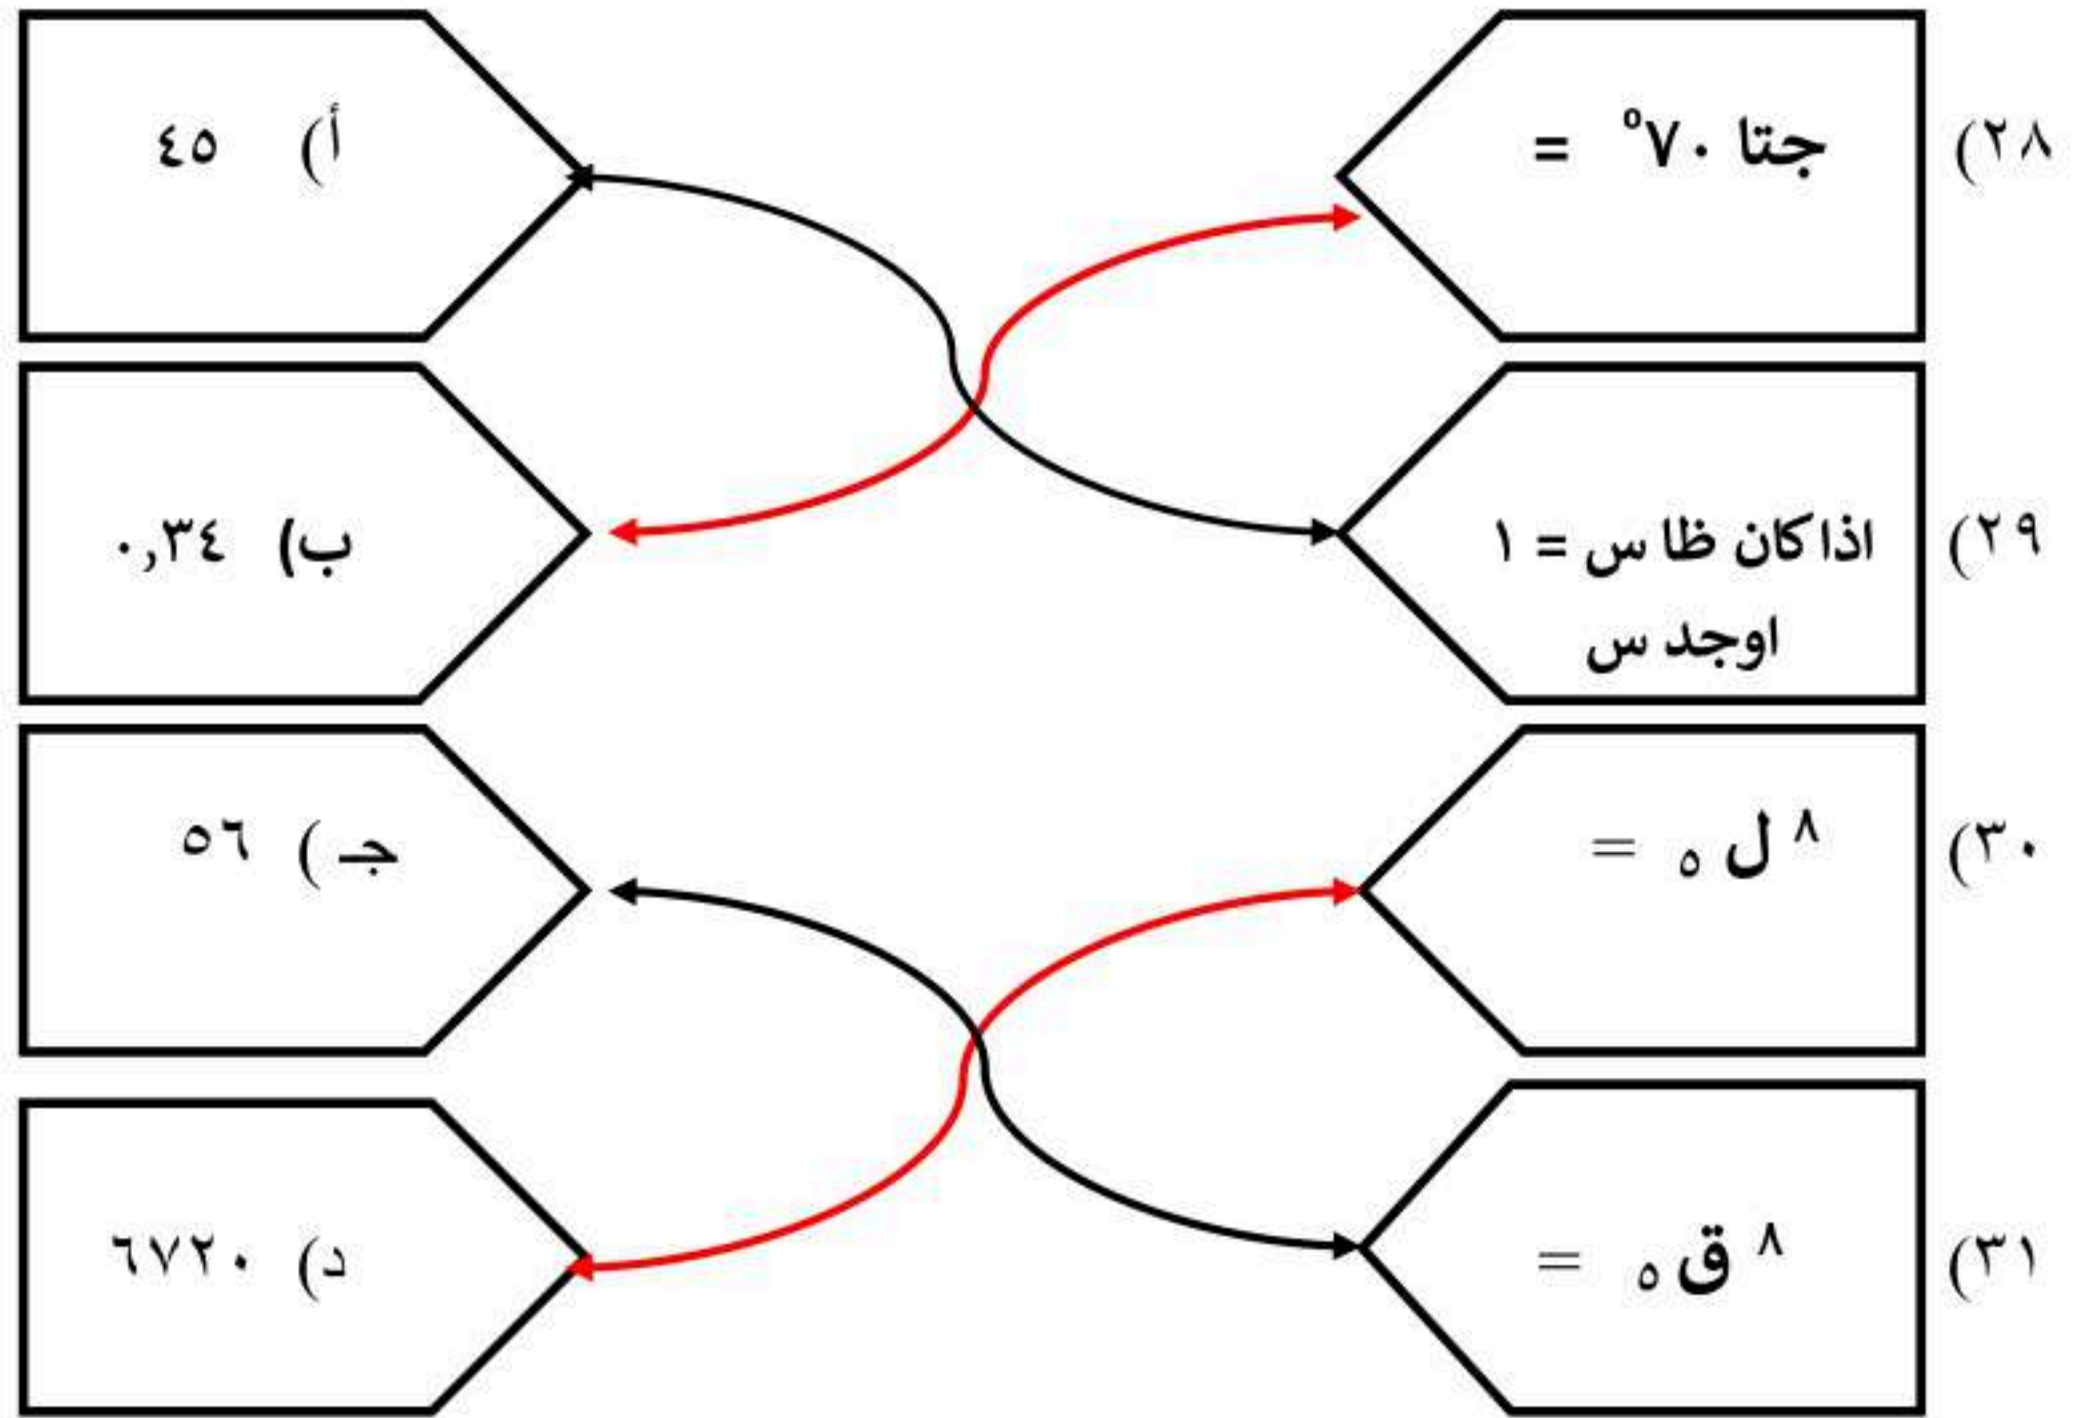 ٢٨) جتا ٧٠° =
أ) ٤٥
٢٩) اذا كان ظا س = ١
اوجد س
ب) ٠,٣٤
٣٠) ٨ ل ٥ =
جـ) ٥٦
٣١) ٨ ق ٥ =
د) ٦٧٢٠